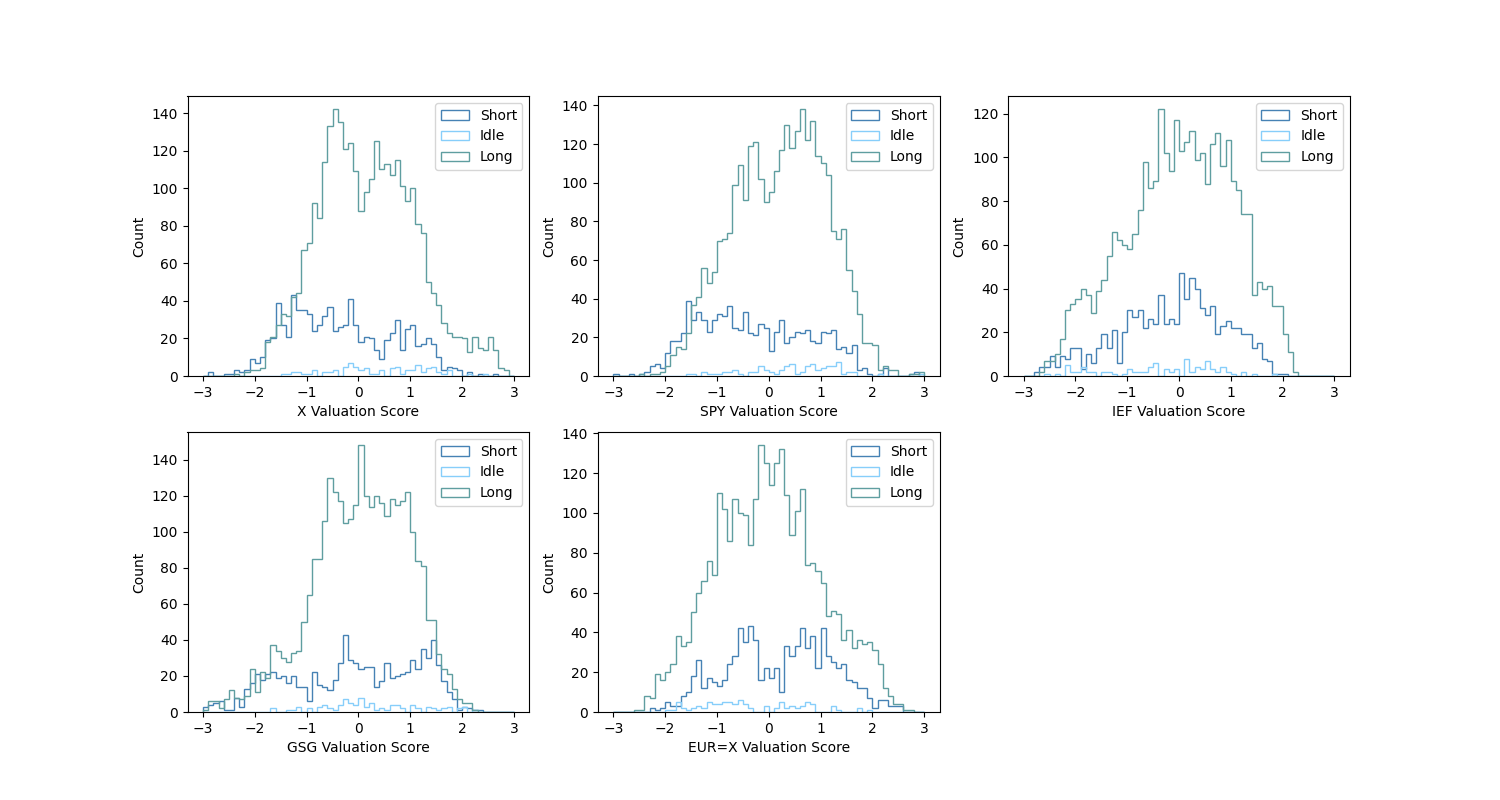 140
120
100
80
60
40
20
0
Count
−3 −2 −1 0 1 2 3
X Valuation Score
Short
Idle
Long
140
120
100
80
60
40
20
0
Count
−3 −2 −1 0 1 2 3
SPY Valuation Score
Short
Idle
Long
120
100
80
60
40
20
0
Count
−3 −2 −1 0 1 2 3
IEF Valuation Score
Short
Idle
Long
140
120
100
80
60
40
20
0
Count
−3 −2 −1 0 1 2 3
GSG Valuation Score
Short
Idle
Long
140
120
100
80
60
40
20
0
Count
−3 −2 −1 0 1 2 3
EUR=X Valuation Score
Short
Idle
Long